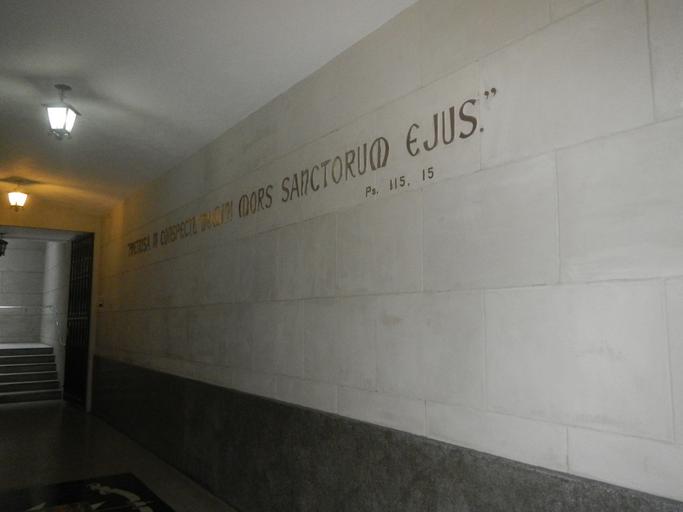 "PRETIOSA IN CONSPECTU DOMINI MORS SANCTORUM EJUS."
Ps. 115, 15